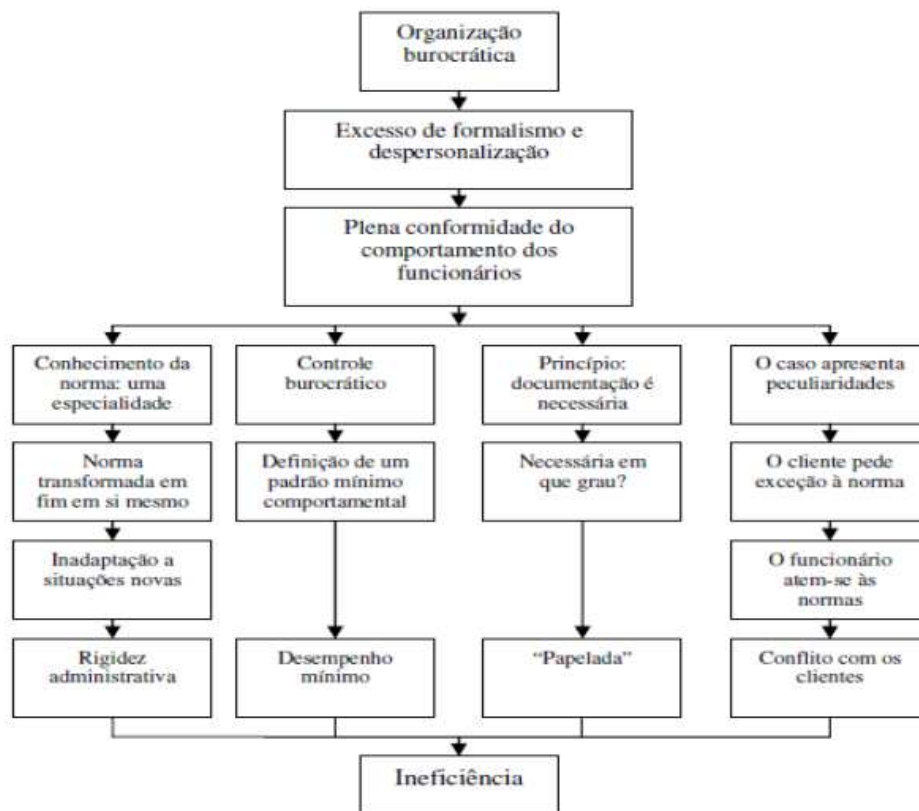 Organização
burocrática
Excesso de formalismo e
despersonalização
Plena conformidade do
comportamento dos
funcionários
Conhecimento da
norma: uma
especialidade
Controle
burocrático
Princípio:
documentação é
necessária
O caso apresenta
peculiaridades
Norma
transformada em
fim em si mesmo
Definição de um
padrão mínimo
comportamental
Necessária em
que grau?
O cliente pede
exceção à norma
Inadaptação a
situações novas
O funcionário
atem-se às
normas
Rigidez
administrativa
Desempenho
mínimo
“Papelada”
Conflito com os
clientes
Ineficiência